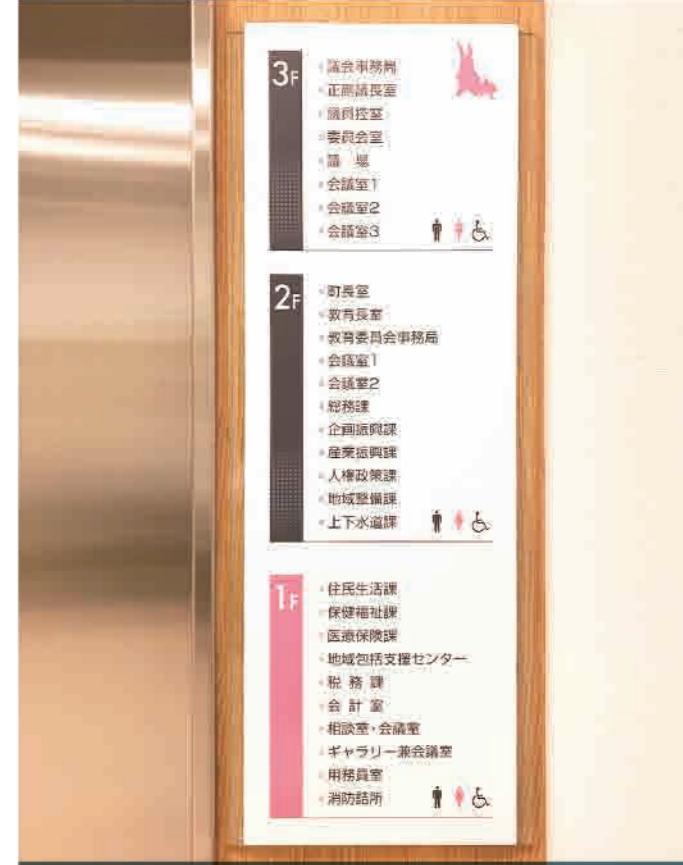 3F
議会事務局
正副議長室
議員控室
委員会室
議 場
会議室1
会議室2
会議室3
2F
町長室
教育長室
教育委員会事務局
会議室1
会議室2
総務課
企画振興課
産業振興課
人権政策課
地域整備課
上下水道課
1F
住民生活課
保健福祉課
医療保険課
地域包括支援センター
税 務 課
会 計 室
相談室・会議室
ギャラリー兼会議室
用務員室
消防詰所